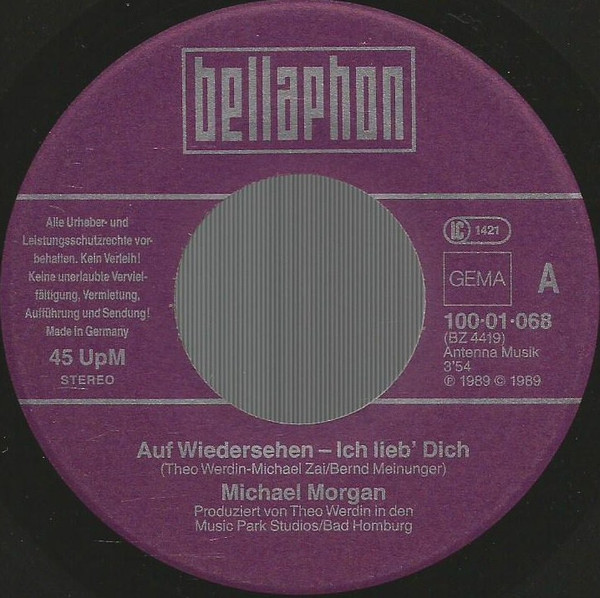 bellaphon
Alle Urheber- und
Leistungsschutzrechte vor-
behalten. Kein Verleih!
Keine unerlaubte Verviel-
fältigung, Vermietung,
Aufführung und Sendung!
Made in Germany
45 UpM
STEREO
LC 1421
GEMA A
100·01·068
(BZ 4419)
Antenna Musik
3'54
℗ 1989 © 1989
Auf Wiedersehen – Ich lieb' Dich
(Theo Werdin-Michael Zai/Bernd Meinunger)
Michael Morgan
Produziert von Theo Werdin in den
Music Park Studios/Bad Homburg